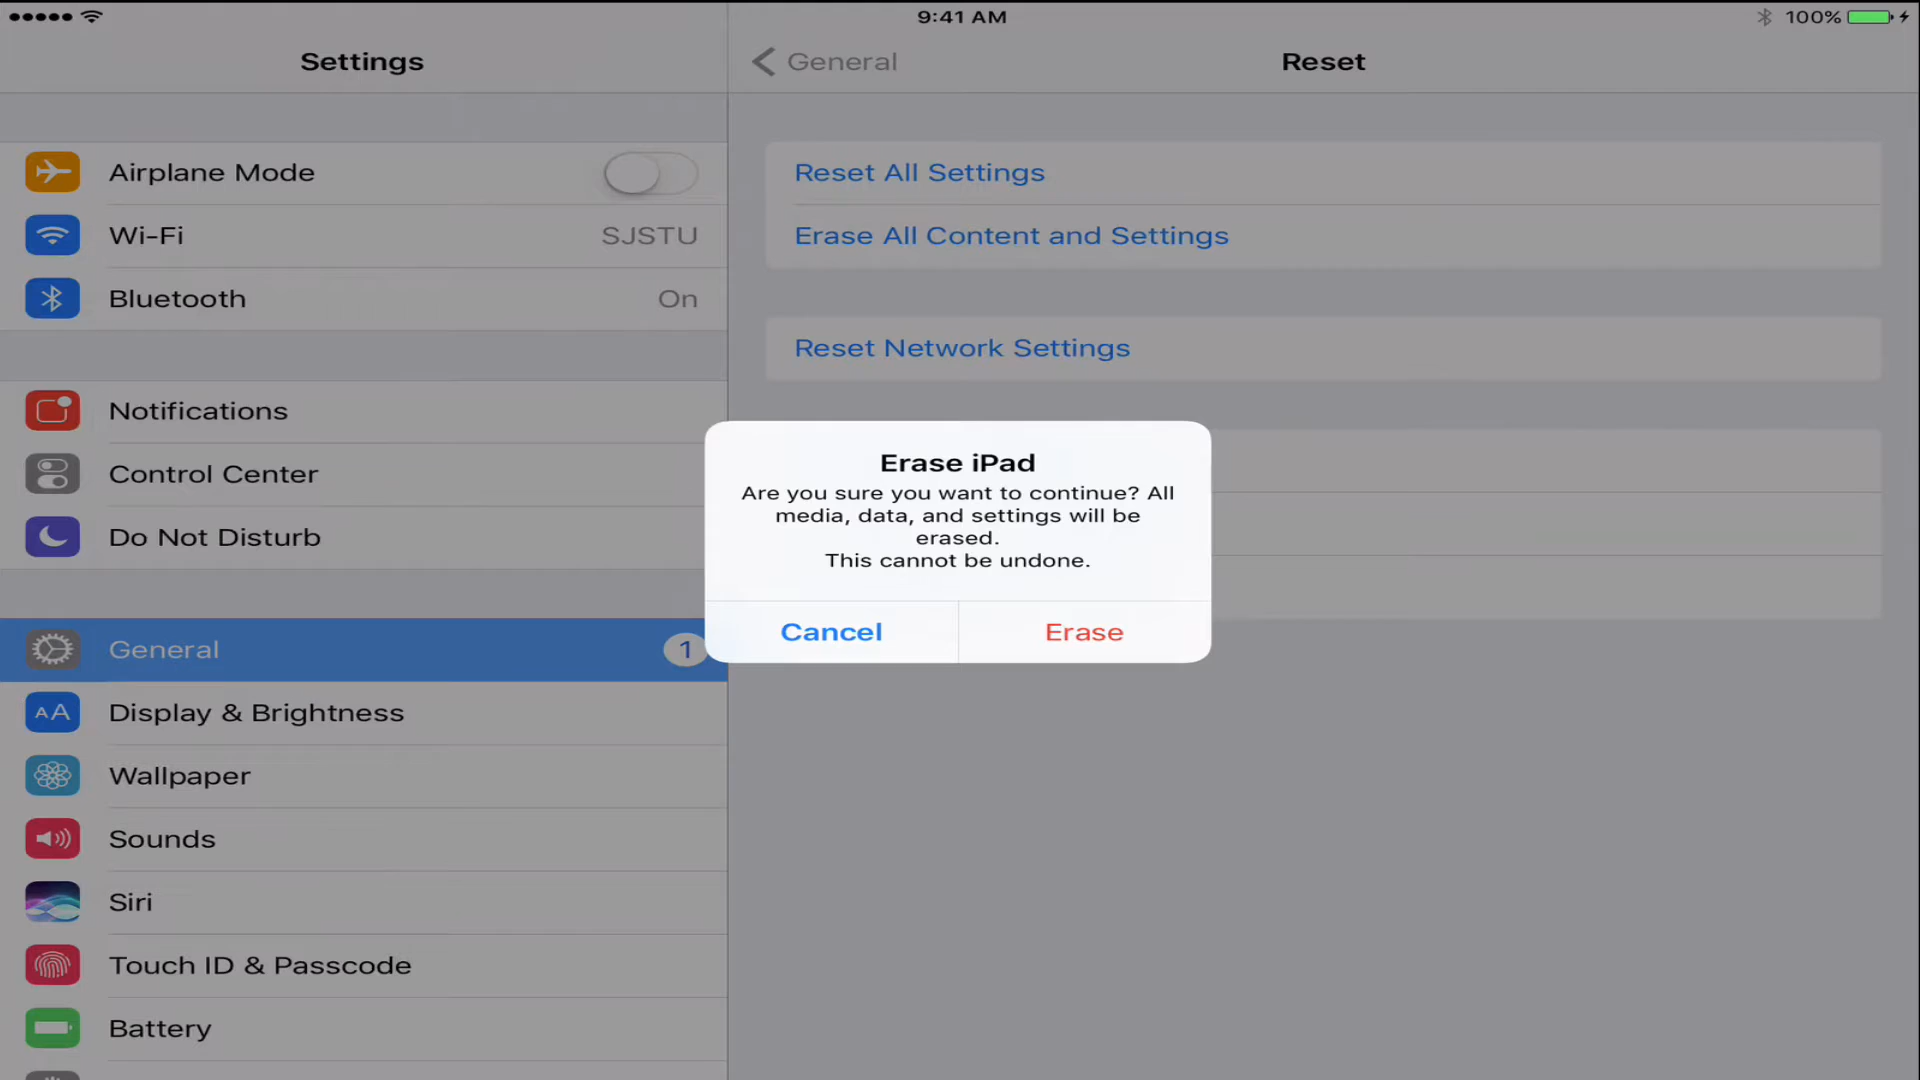 9:41 AM
100%
Settings
General
Reset
Airplane Mode
Wi-Fi
SJSTU
Bluetooth
On
Notifications
Control Center
Do Not Disturb
General
1
Display & Brightness
AA
Wallpaper
Sounds
Siri
Touch ID & Passcode
Battery
Reset All Settings
Erase All Content and Settings
Reset Network Settings
Erase iPad
Are you sure you want to continue? All
media, data, and settings will be
erased.
This cannot be undone.
Cancel
Erase